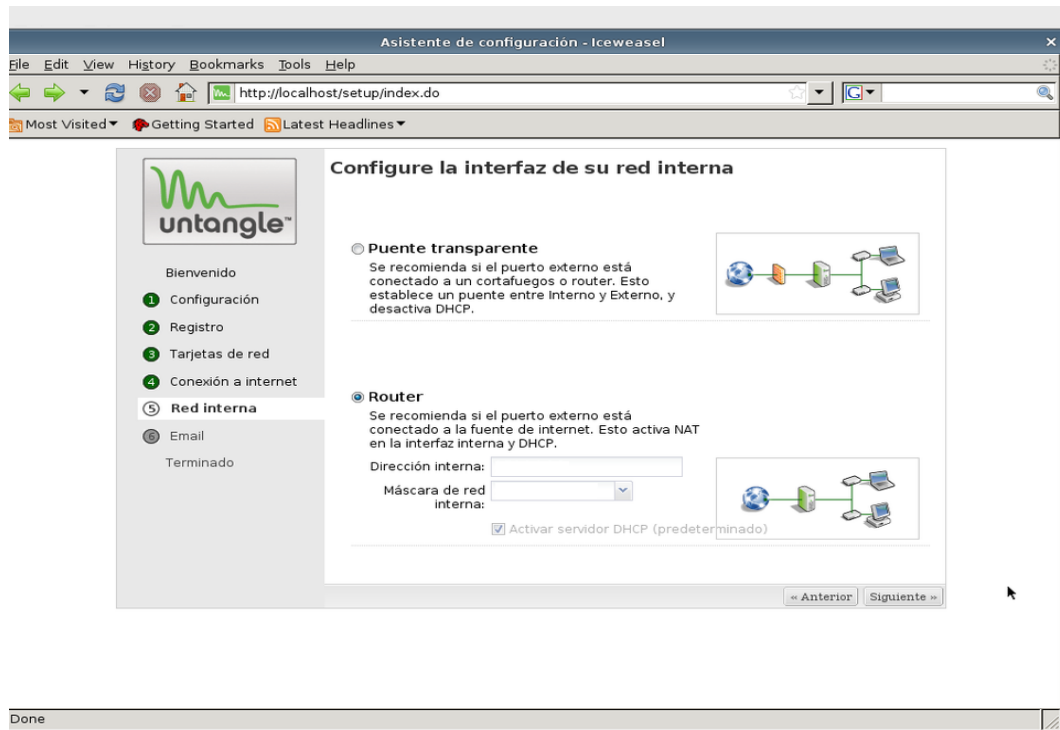 Asistente de configuración - Iceweasel
File Edit View History Bookmarks Tools Help
http://localhost/setup/index.do
G
Most Visited Getting Started Latest Headlines
untangle™
Bienvenido
1 Configuración
2 Registro
3 Tarjetas de red
4 Conexión a internet
5 Red interna
6 Email
Terminado
Configure la interfaz de su red interna
Puente transparente
Se recomienda si el puerto externo está
conectado a un cortafuegos o router. Esto
establece un puente entre Interno y Externo, y
desactiva DHCP.
Router
Se recomienda si el puerto externo está
conectado a la fuente de internet. Esto activa NAT
en la interfaz interna y DHCP.
Dirección interna:
Máscara de red
interna:
Activar servidor DHCP (predeterminado)
« Anterior Siguiente »
Done